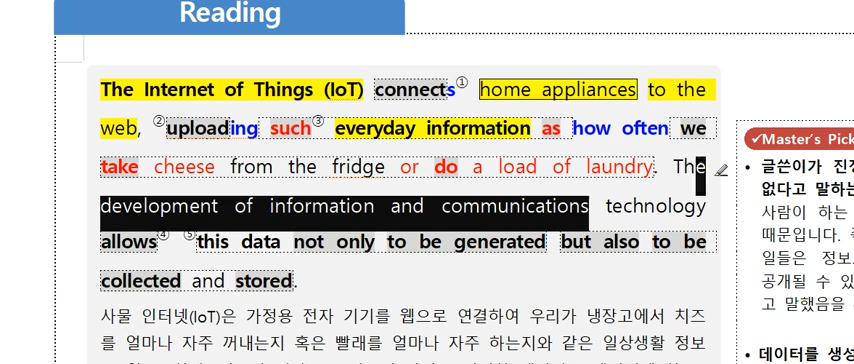 Reading
The Internet of Things (IoT) connects① home appliances to the
web, ②uploading such③ everyday information as how often we
take cheese from the fridge or do a load of laundry. The
development of information and communications technology
allows④ ⑤this data not only to be generated but also to be
collected and stored.
사물 인터넷(IoT)은 가정용 전자 기기를 웹으로 연결하여 우리가 냉장고에서 치즈
를 얼마나 자주 꺼내는지 혹은 빨래를 얼마나 자주 하는지와 같은 일상생활 정보
✓Master's Pick
• 글쓴이가 진정
없다고 말하는
사람이 하는
때문입니다.
일들은 정보
공개될 수 있
고 말했음을
• 데이터를 생성